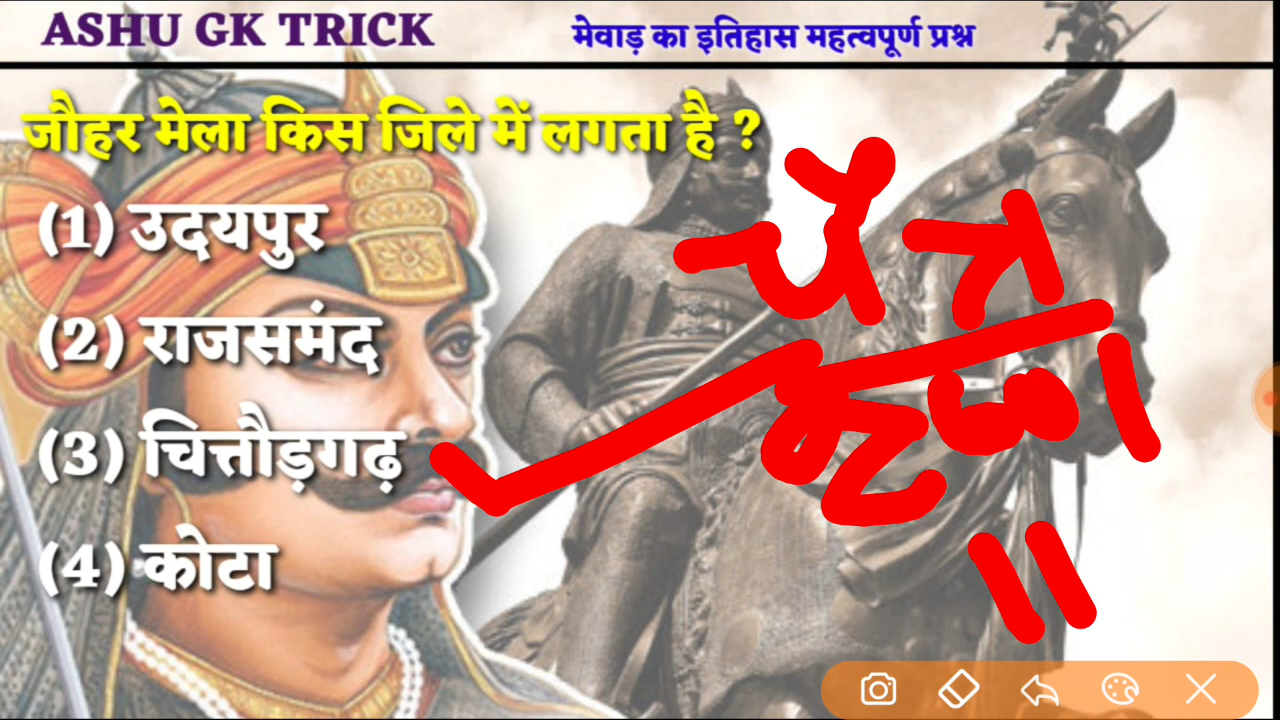 ASHU GK TRICK
मेवाड़ का इतिहास महत्वपूर्ण प्रश्न
जौहर मेला किस जिले में लगता है ?
(1) उदयपुर
(2) राजसमंद
(3) चित्तौड़गढ़
(4) कोटा
चैत्र
कृष्ण
11